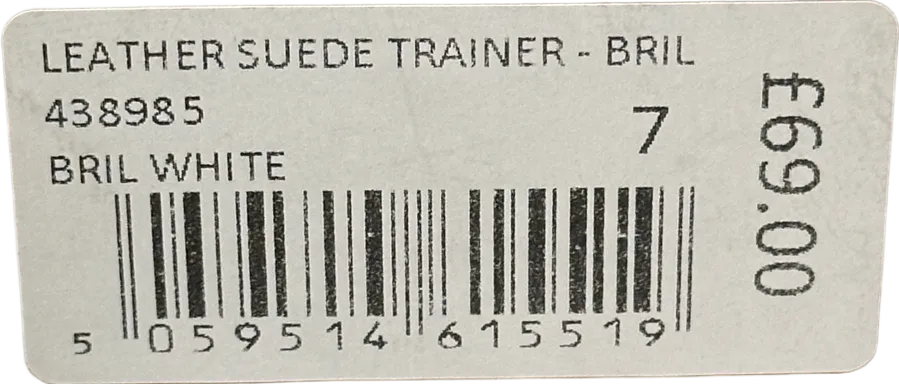 LEATHER SUEDE TRAINER - BRIL
438985
7
BRIL WHITE
£69.00
5 059514 615519